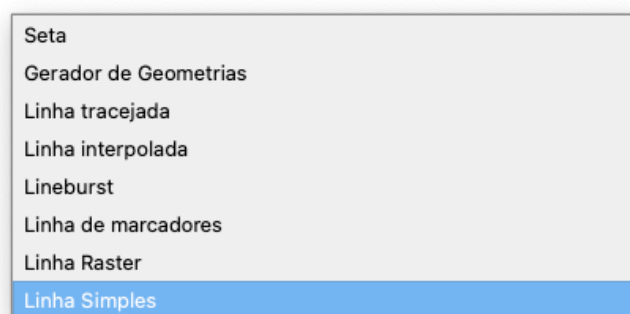 Seta
Gerador de Geometrias
Linha tracejada
Linha interpolada
Lineburst
Linha de marcadores
Linha Raster
Linha Simples